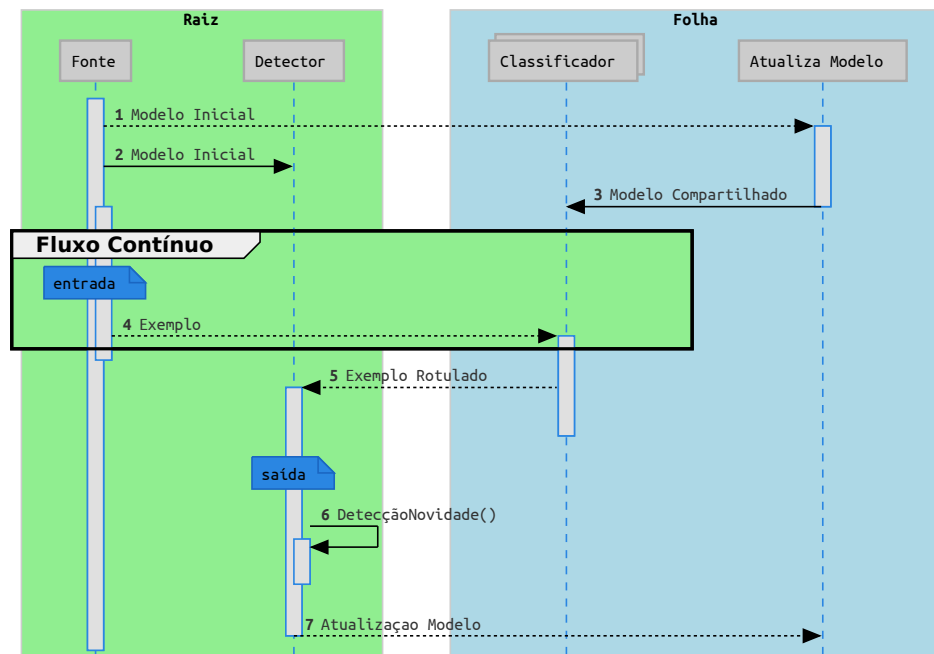 Raiz
Folha
Fonte
Detector
Classificador
Atualiza Modelo
1 Modelo Inicial
2 Modelo Inicial
3 Modelo Compartilhado
Fluxo Contínuo
entrada
4 Exemplo
5 Exemplo Rotulado
saída
6 DetecçãoNovidade()
7 Atualizaçao Modelo